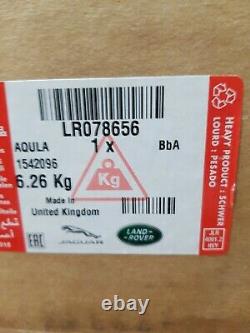 LR078656
AQULA 1 x BbA
1542096
6.26 Kg
Kg
Made In
United Kingdom
EAC
JAGUAR
LAND-
ROVER
HEAVY PRODUCT : SCHWER
LOURD : PESADO
JLR